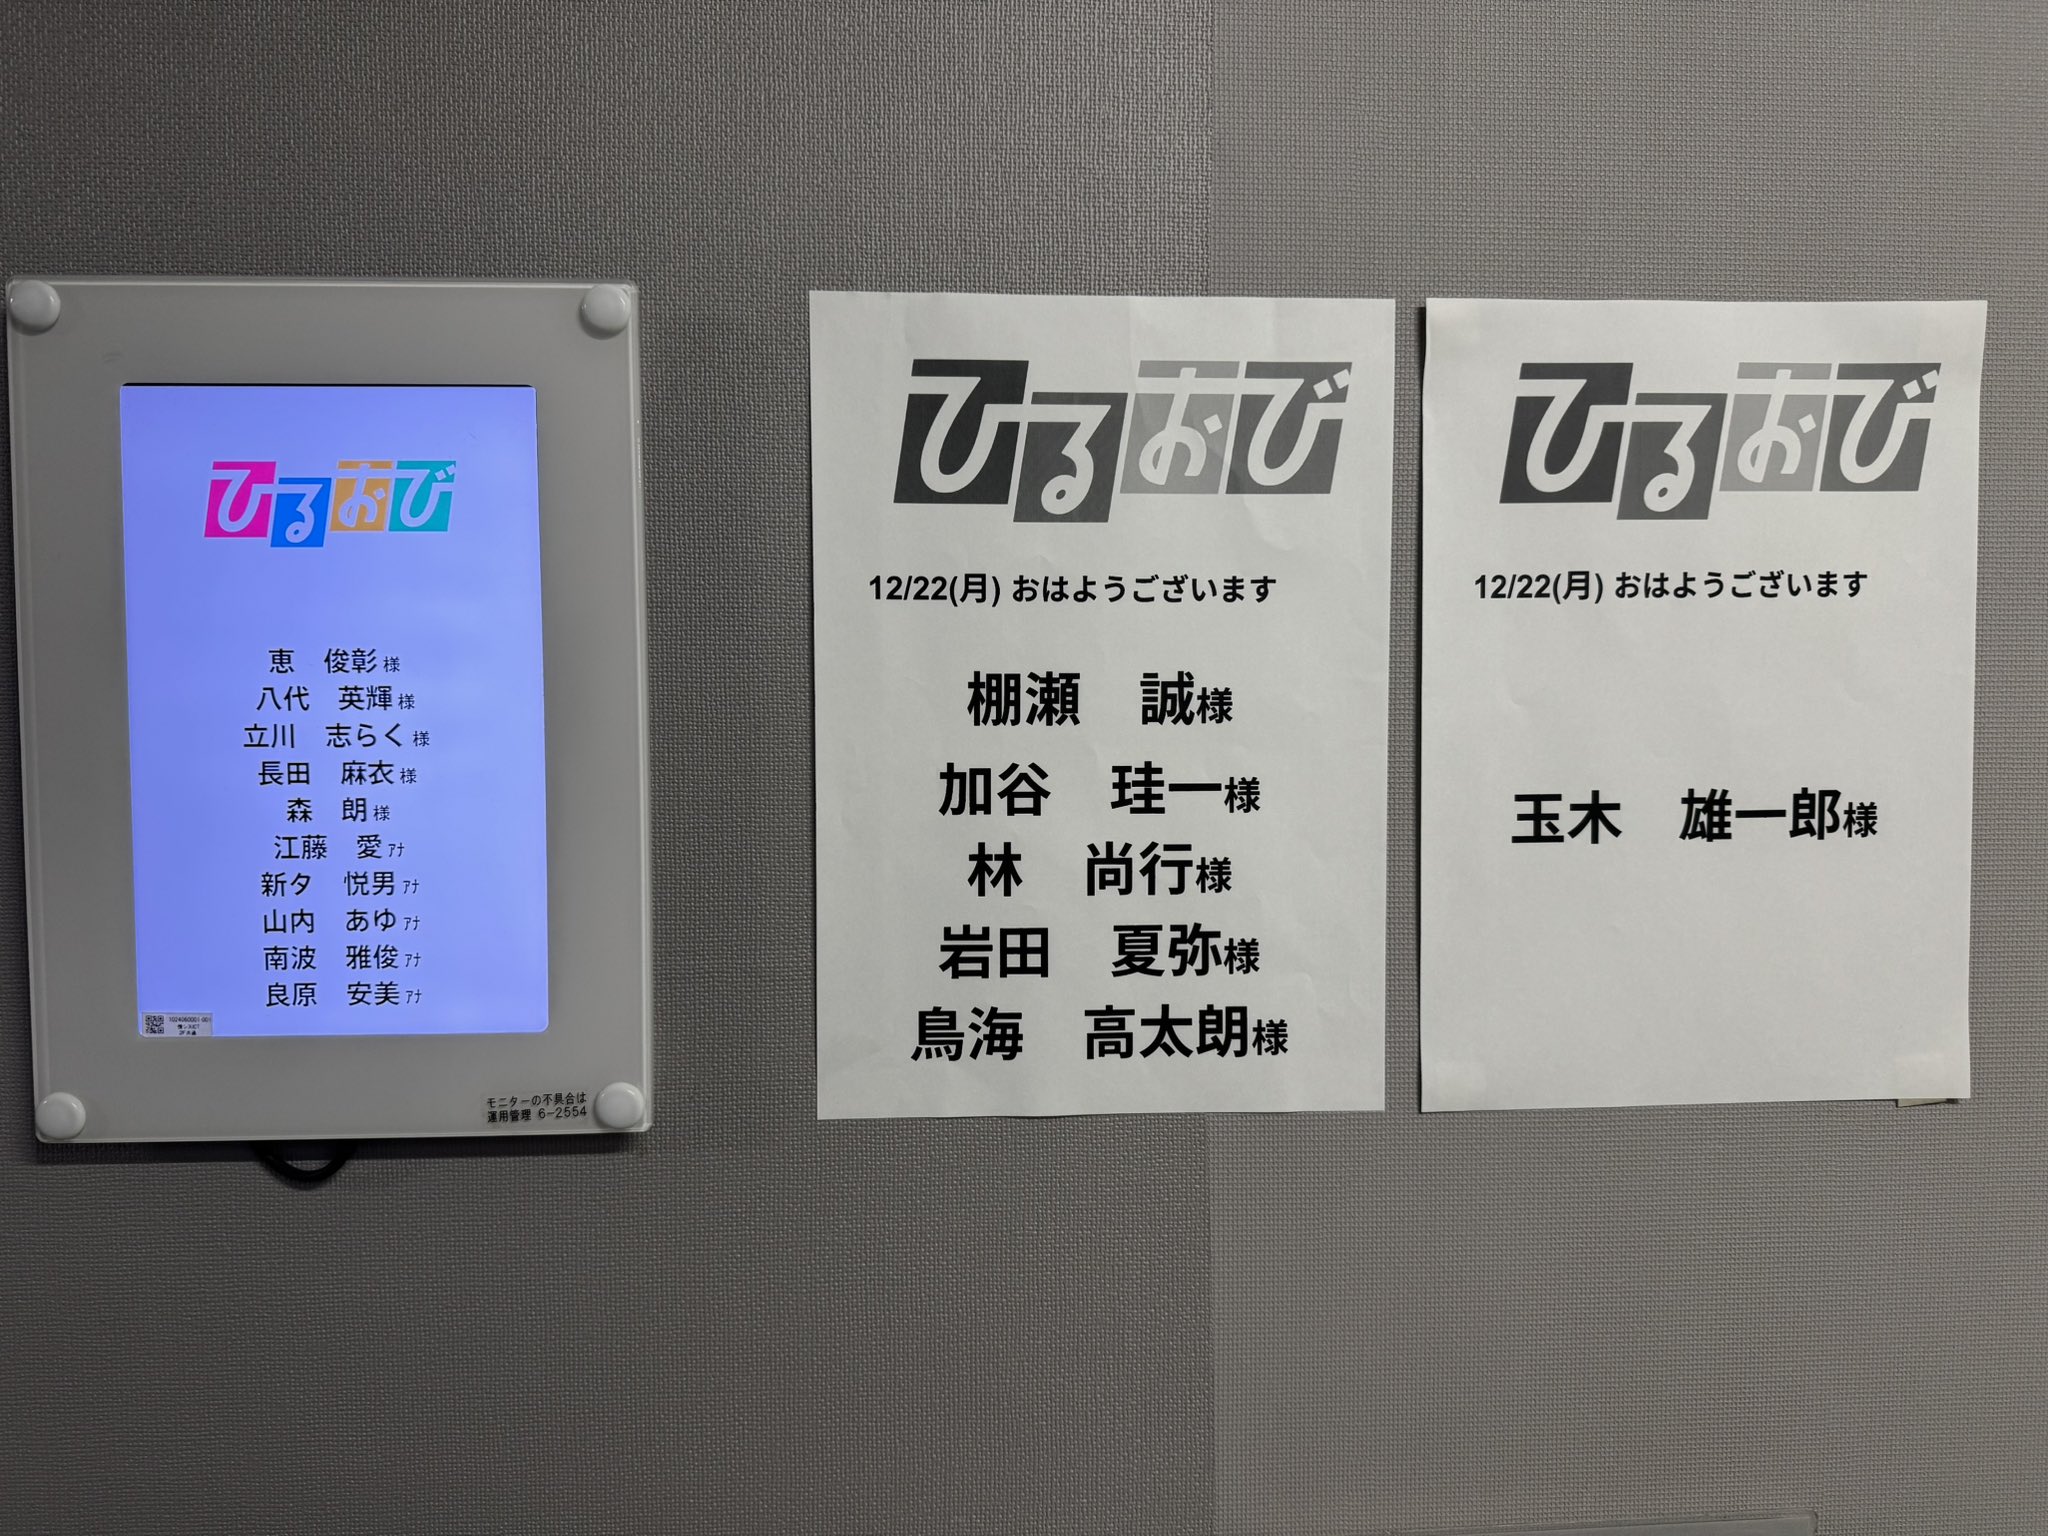 ひるおび
恵　俊彰様
八代　英輝様
立川　志らく様
長田　麻衣様
森　朗様
江藤　愛アナ
新夕　悦男アナ
山内　あゆアナ
南波　雅俊アナ
良原　安美アナ
モニターの不具合は
運用管理 6-2554
ひるおび
12/22(月) おはようございます
棚瀬　誠様
加谷　珪一様
林　尚行様
岩田　夏弥様
鳥海　高太朗様
ひるおび
12/22(月) おはようございます
玉木　雄一郎様